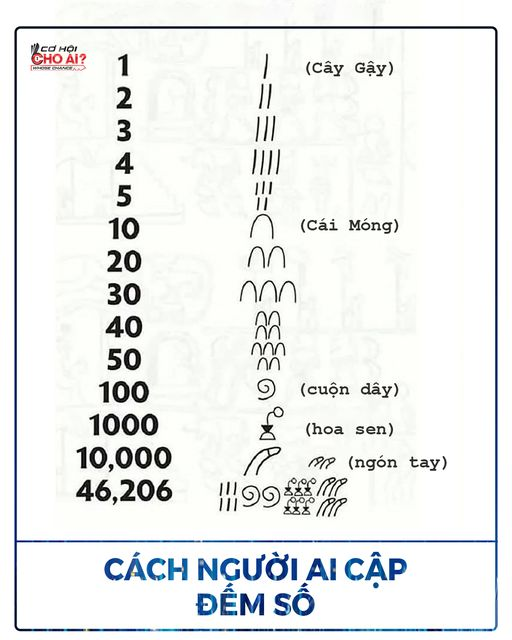 CƠ HỘI
CHO AI?
WHOSE CHANCE
1 (Cây Gậy)
2
3
4
5
10 (Cái Móng)
20
30
40
50
100 (cuộn dây)
1000 (hoa sen)
10,000 (ngón tay)
46,206
CÁCH NGƯỜI AI CẬP
ĐẾM SỐ